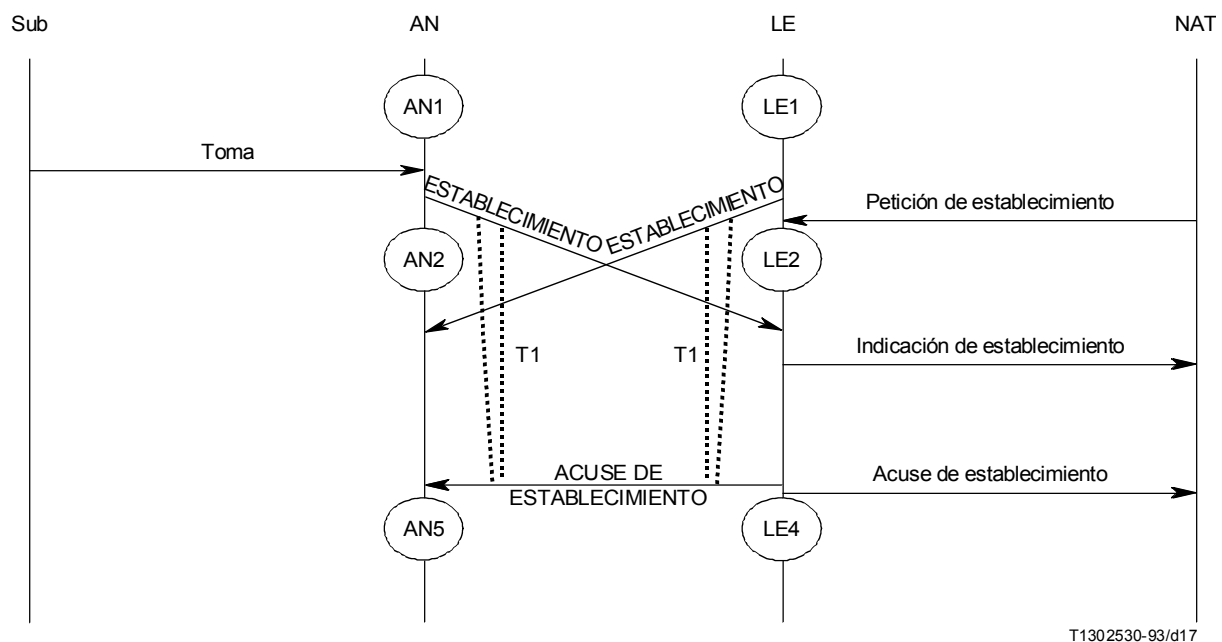 Sub AN LE NAT
AN1 LE1
Toma
ESTABLECIMIENTO ESTABLECIMIENTO
Petición de establecimiento
AN2 LE2
T1 T1
Indicación de establecimiento
ACUSE DE
ESTABLECIMIENTO
Acuse de establecimiento
AN5 LE4
T1302530-93/d17